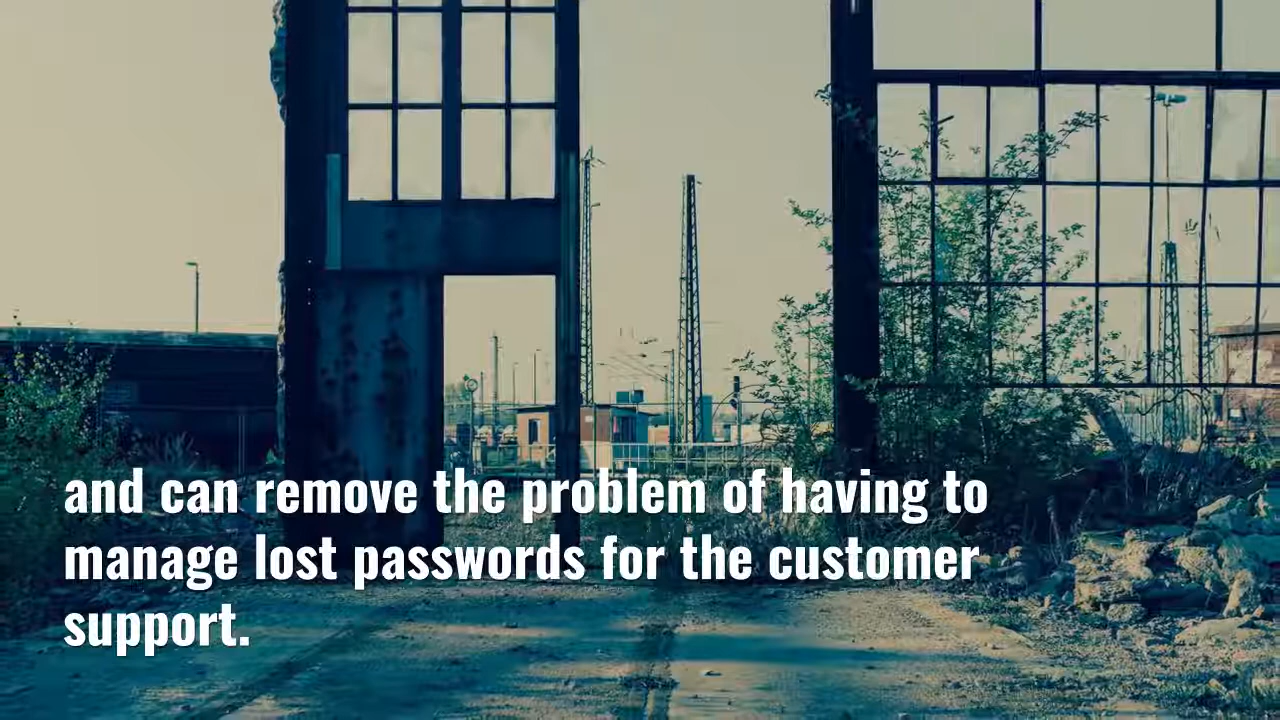 and can remove the problem of having to
manage lost passwords for the customer
support.